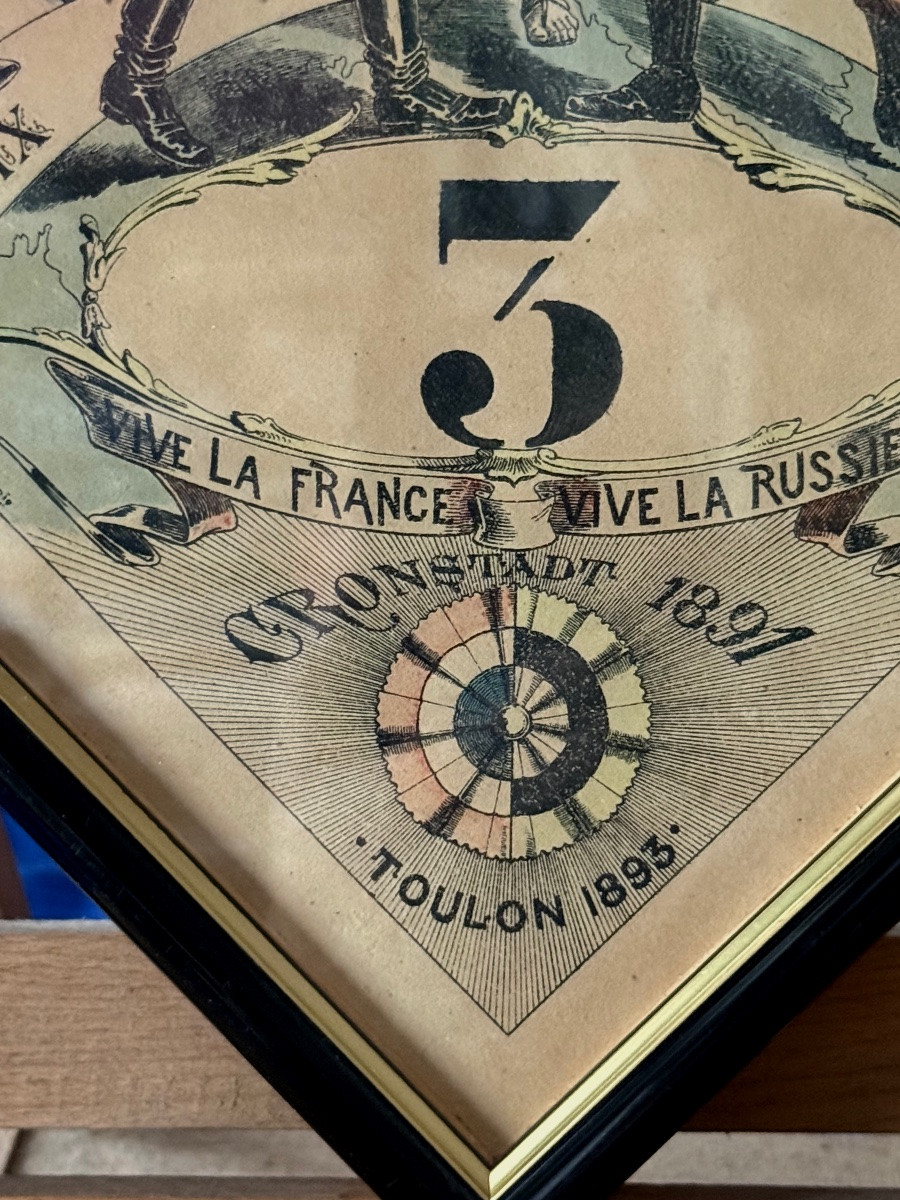 3
VIVE LA FRANCE VIVE LA RUSSIE
CRONSTADT 1891
• TOULON 1893 •